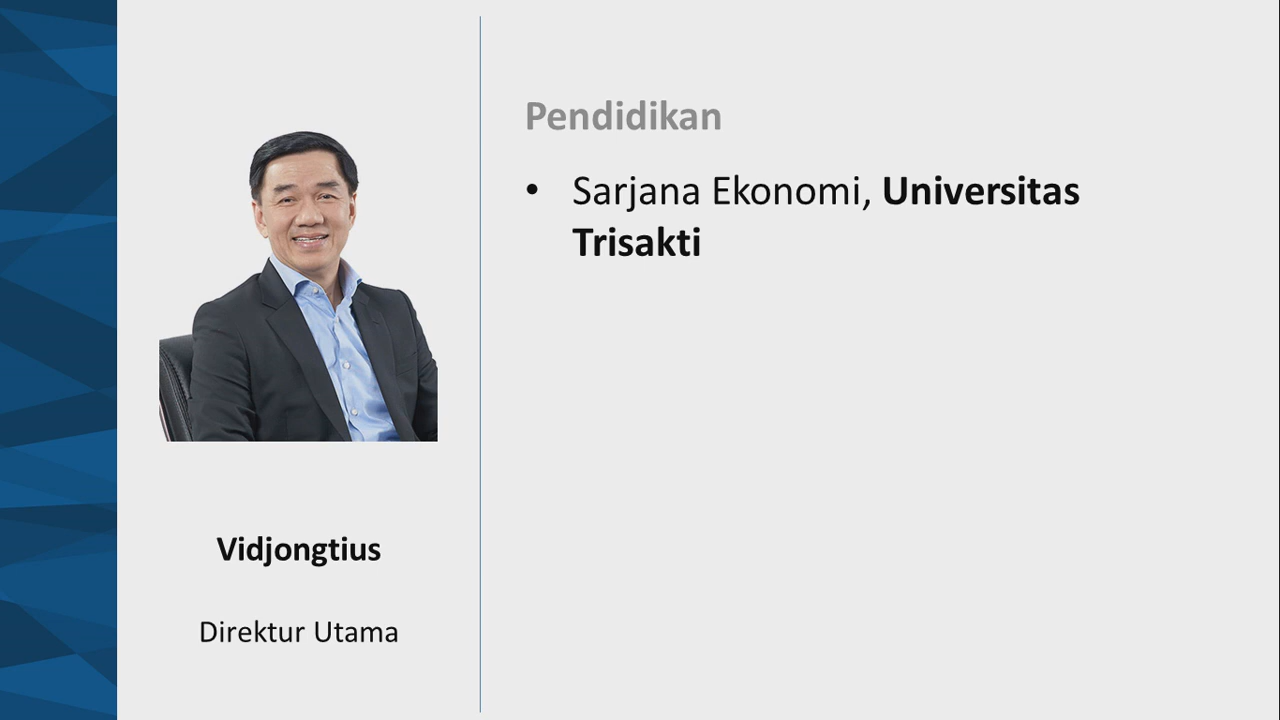 Pendidikan
• Sarjana Ekonomi, Universitas
Trisakti
Vidjongtius
Direktur Utama